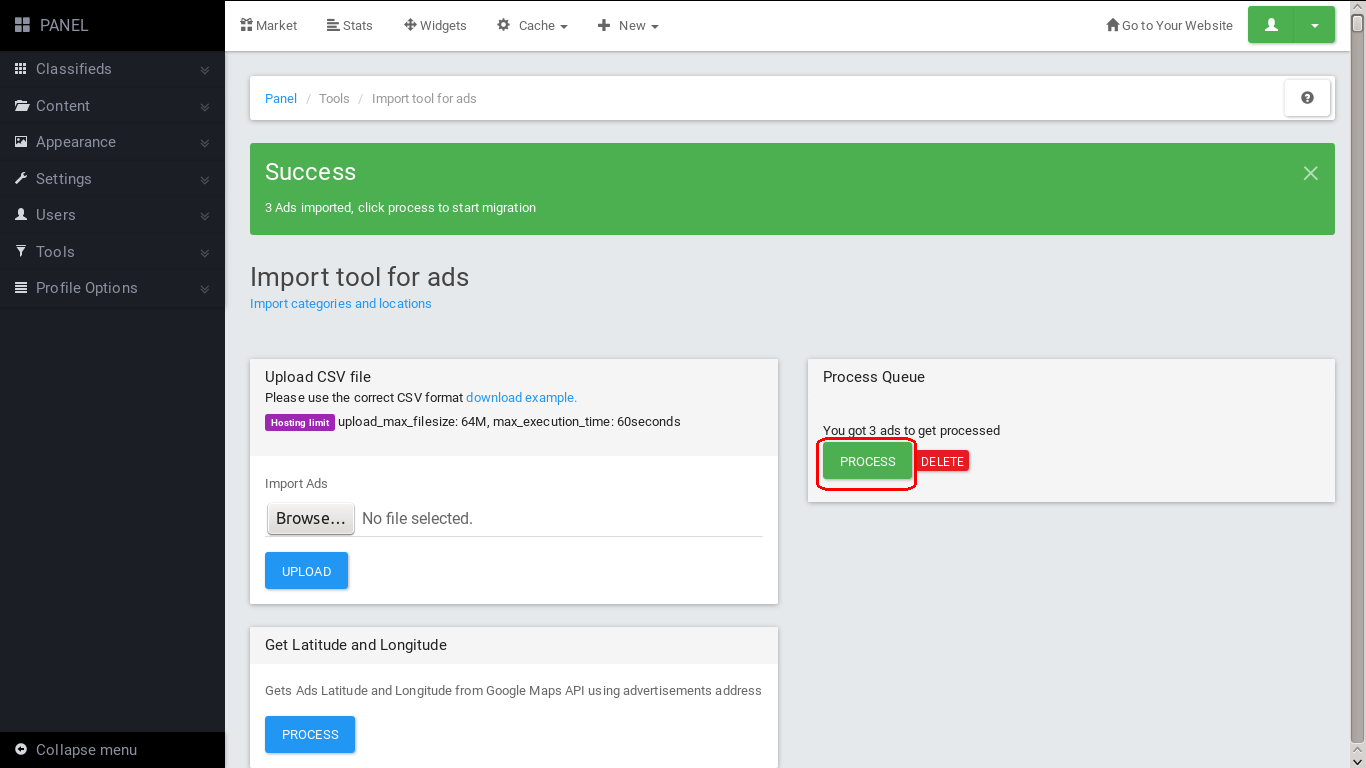 PANEL
Market
Stats
Widgets
Cache
New
Go to Your Website
Classifieds
Content
Appearance
Settings
Users
Tools
Profile Options
Collapse menu
Panel / Tools / Import tool for ads
Success
3 Ads imported, click process to start migration
Import tool for ads
Import categories and locations
Upload CSV file
Please use the correct CSV format download example.
Hosting limit upload_max_filesize: 64M, max_execution_time: 60seconds
Import Ads
Browse... No file selected.
UPLOAD
Get Latitude and Longitude
Gets Ads Latitude and Longitude from Google Maps API using advertisements address
PROCESS
Process Queue
You got 3 ads to get processed
PROCESS
DELETE